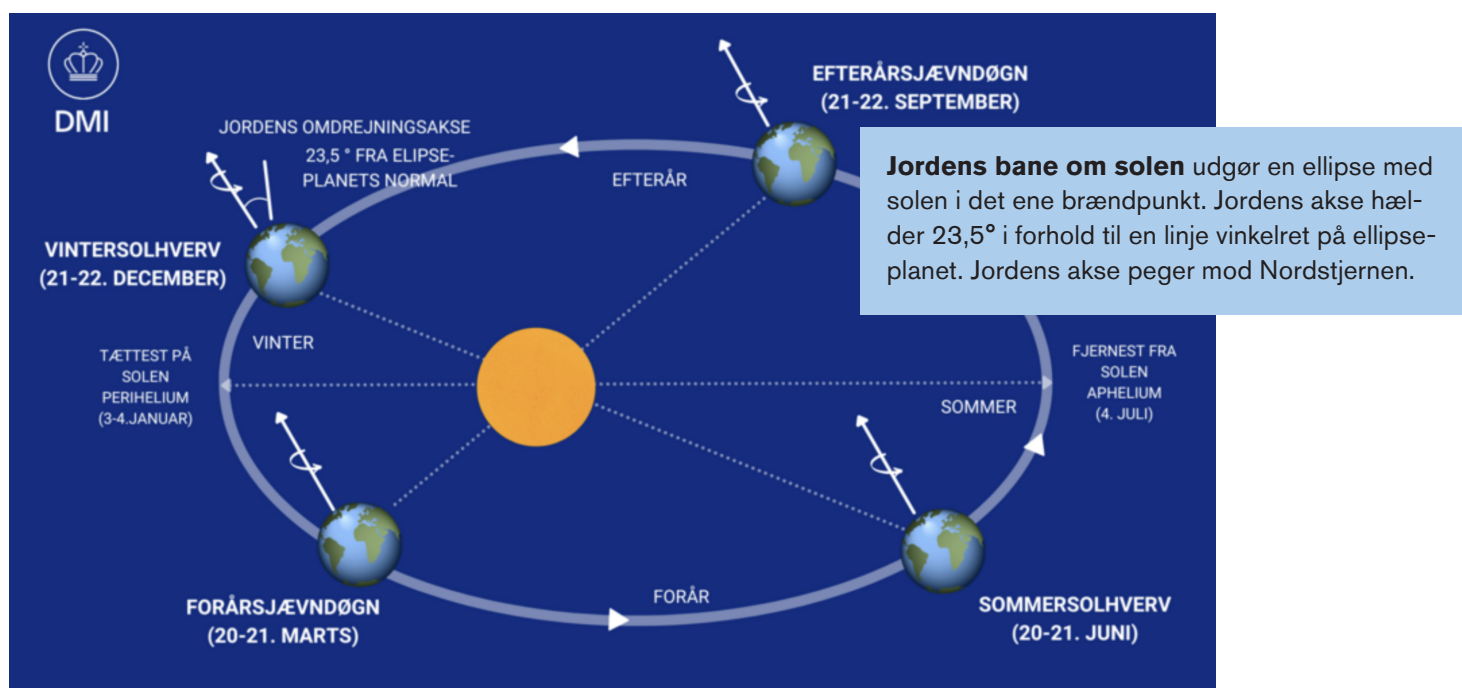 DMI
EFTERÅRSJÆVNDØGN
(21-22. SEPTEMBER)
JORDENS OMDREJNINGSAKSE
23,5 ° FRA ELIPSE-
PLANETS NORMAL
EFTERÅR
Jordens bane om solen udgør en ellipse med
solen i det ene brændpunkt. Jordens akse hæl-
der 23,5° i forhold til en linje vinkelret på ellipse-
planet. Jordens akse peger mod Nordstjernen.
VINTERSOLHVERV
(21-22. DECEMBER)
VINTER
TÆTTEST PÅ
SOLEN
PERIHELIUM
(3-4.JANUAR)
FJERNEST FRA
SOLEN
APHELIUM
(4. JULI)
SOMMER
FORÅRSJÆVNDØGN
(20-21. MARTS)
FORÅR
SOMMERSOLHVERV
(20-21. JUNI)